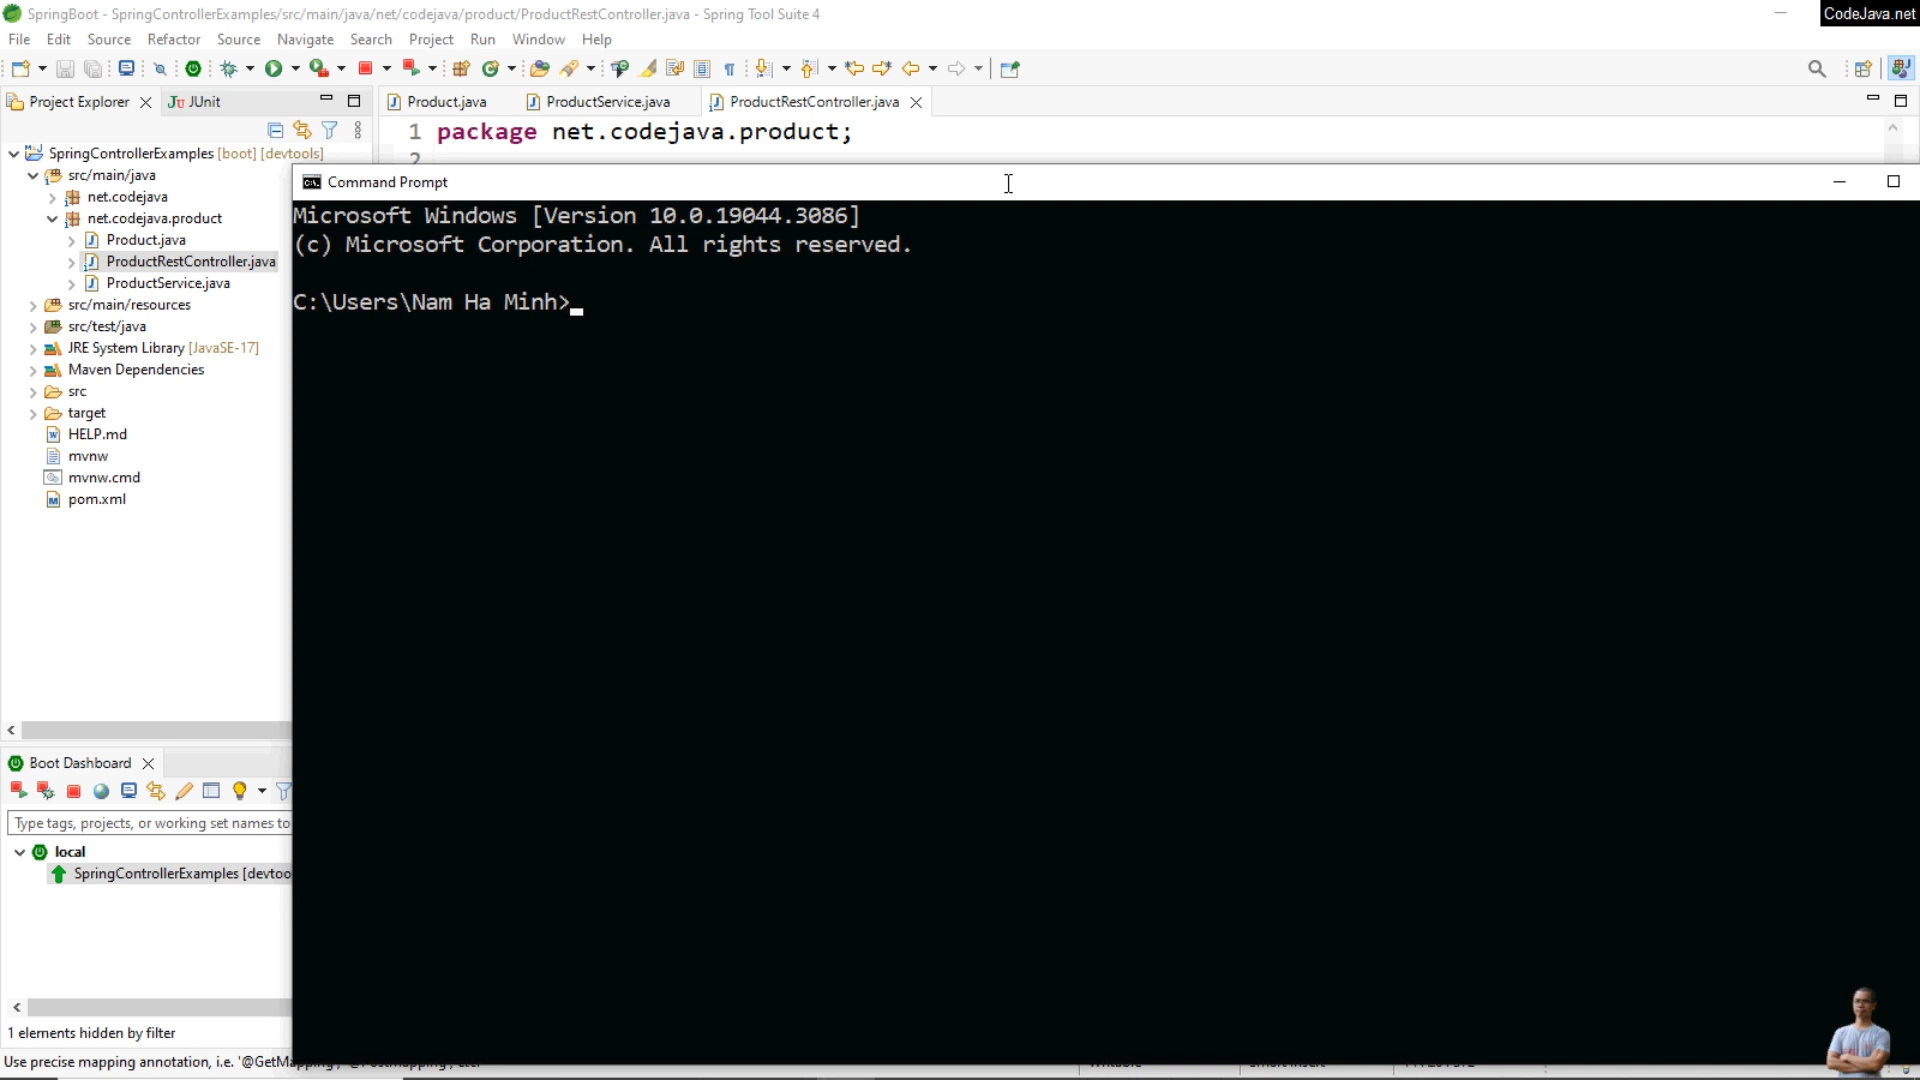 SpringBoot - SpringControllerExamples/src/main/java/net/codejava/product/ProductRestController.java - Spring Tool Suite 4
CodeJava.net
File Edit Source Refactor Source Navigate Search Project Run Window Help
Project Explorer
JUnit
Product.java
ProductService.java
ProductRestController.java
1 package net.codejava.product;
2
SpringControllerExamples [boot] [devtools]
src/main/java
net.codejava
net.codejava.product
Product.java
ProductRestController.java
ProductService.java
src/main/resources
src/test/java
JRE System Library [JavaSE-17]
Maven Dependencies
src
target
HELP.md
mvnw
mvnw.cmd
pom.xml
Command Prompt
Microsoft Windows [Version 10.0.19044.3086]
(c) Microsoft Corporation. All rights reserved.
C:\Users\Nam Ha Minh>
Boot Dashboard
Type tags, projects, or working set names to
local
SpringControllerExamples [devtoo
1 elements hidden by filter
Use precise mapping annotation, i.e. '@GetMa